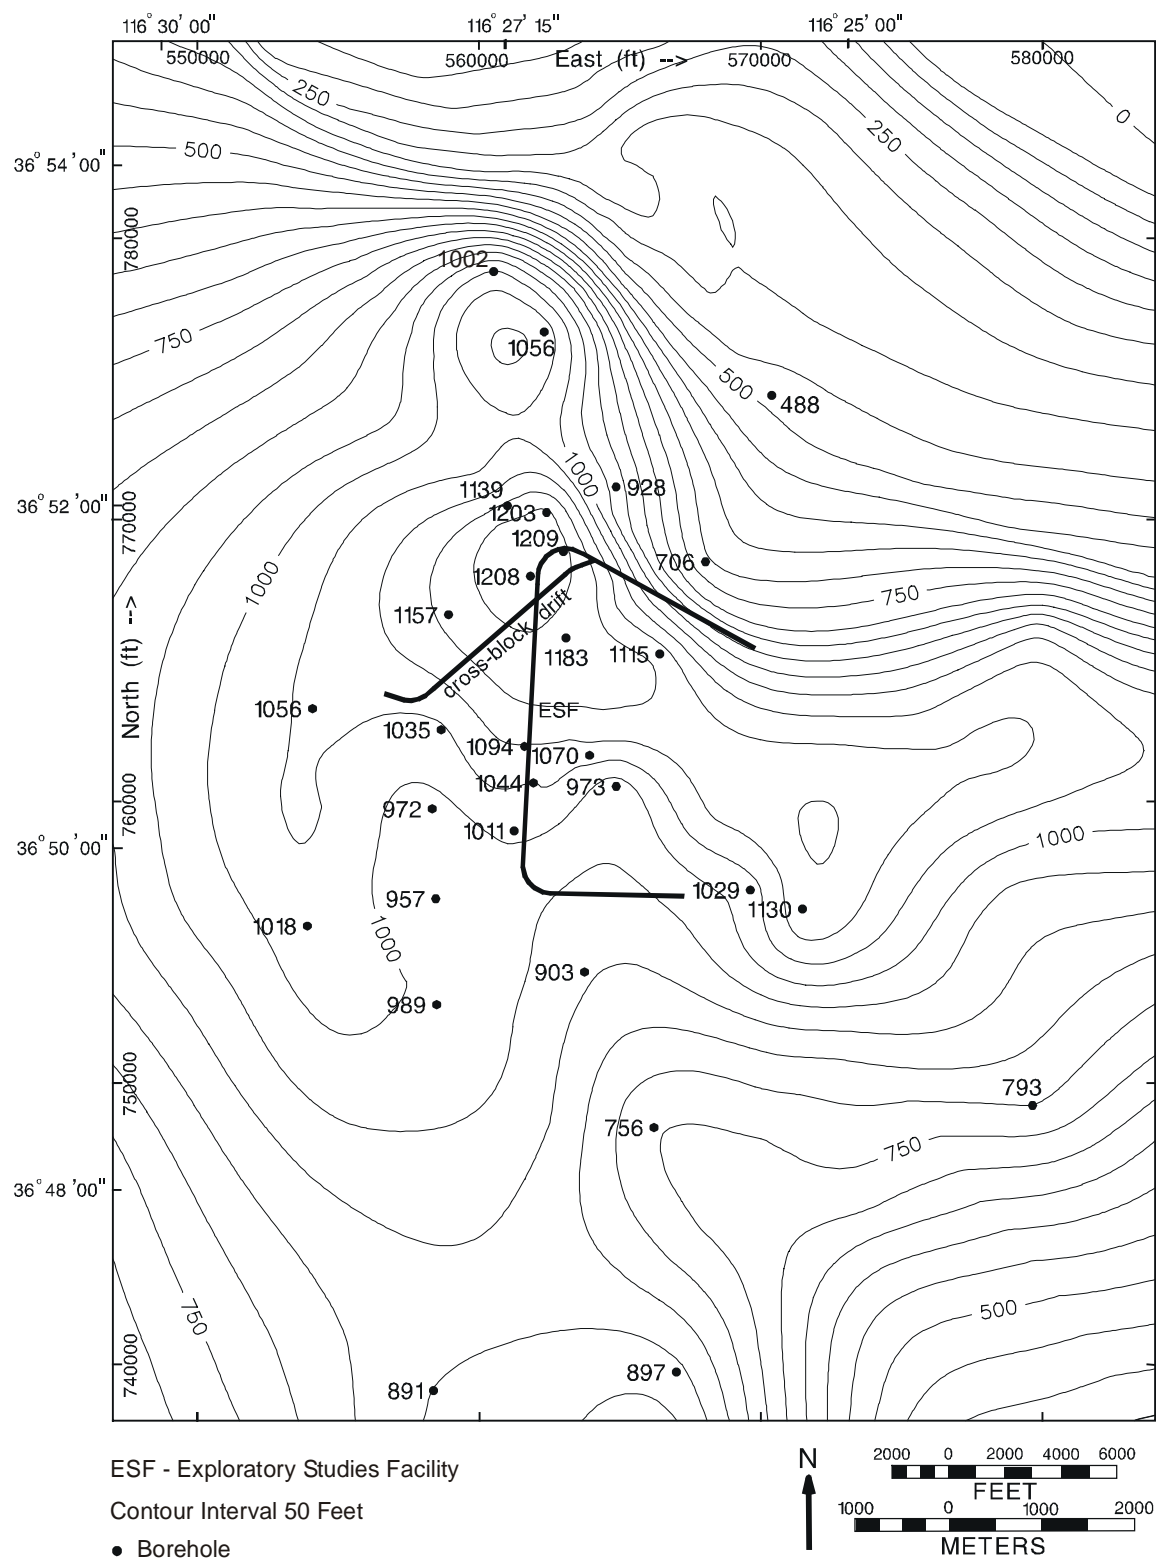 116° 30' 00" 116° 27' 15" 116° 25' 00"
550000 560000 East (ft) --> 570000 580000
250
0
250
500
36° 54' 00"
780000
1002
750
1056
500
488
1000
1139
928
36° 52' 00"
770000
1203
1209
706
1208
1000
750
cross-block drift
1157
1183
1115
North (ft) -->
1056
ESF
1035
1094
1070
1044
973
972
760000
1011
1000
36° 50' 00"
1029
957
1130
1018
1000
903
989
750000
793
756
750
36° 48' 00"
500
750
740000
897
891
ESF - Exploratory Studies Facility
Contour Interval 50 Feet
Borehole
N
2000 0 2000 4000 6000
FEET
1000 0 1000 2000
METERS